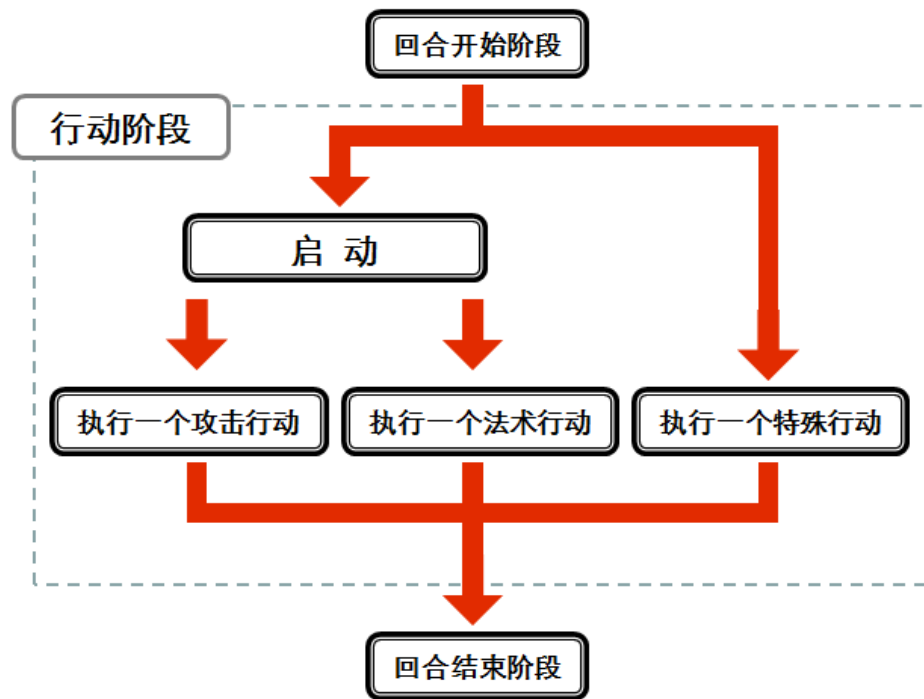 回合开始阶段
行动阶段
启 动
执行一个攻击行动
执行一个法术行动
执行一个特殊行动
回合结束阶段